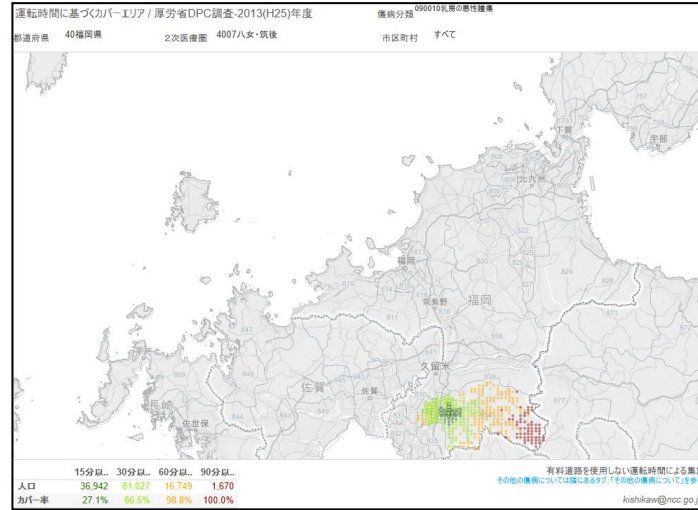 運転時間に基づくカバーエリア / 厚労省DPC調査-2013(H25)年度
傷病分類 090010乳房の悪性腫瘍
都道府県 40福岡県 2次医療圏 4007八女・筑後 市区町村 すべて
下関
宇部
北九州
福岡
筑紫野
福岡
久留米
佐賀
佐賀
長崎
佐世保
15分以.. 30分以.. 60分以.. 90分以..
人口 36,942 81,027 16,749 1,670
カバー率 27.1% 86.5% 98.8% 100.0%
有料道路を使用しない運転時間による集
その他の傷病については隣にあるタブ:「その他の傷病について」を参
kishikaw@ncc.go.j